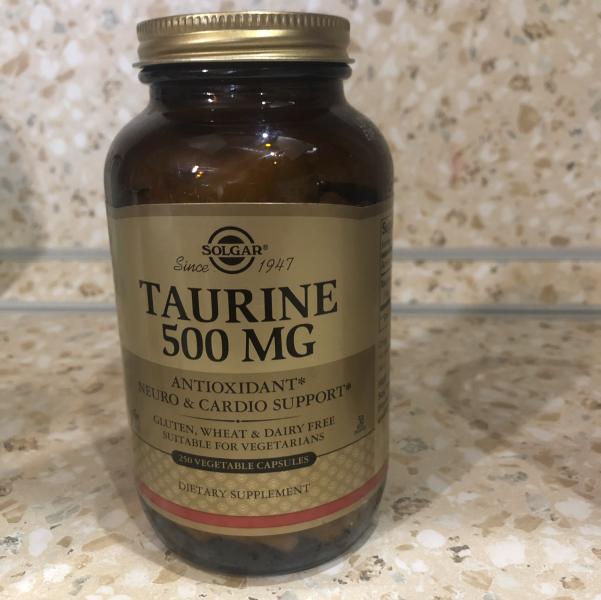 SOLGAR®
Since 1947
TAURINE
500 MG
ANTIOXIDANT*
NEURO & CARDIO SUPPORT*
GLUTEN, WHEAT & DAIRY FREE
SUITABLE FOR VEGETARIANS
250 VEGETABLE CAPSULES
DIETARY SUPPLEMENT